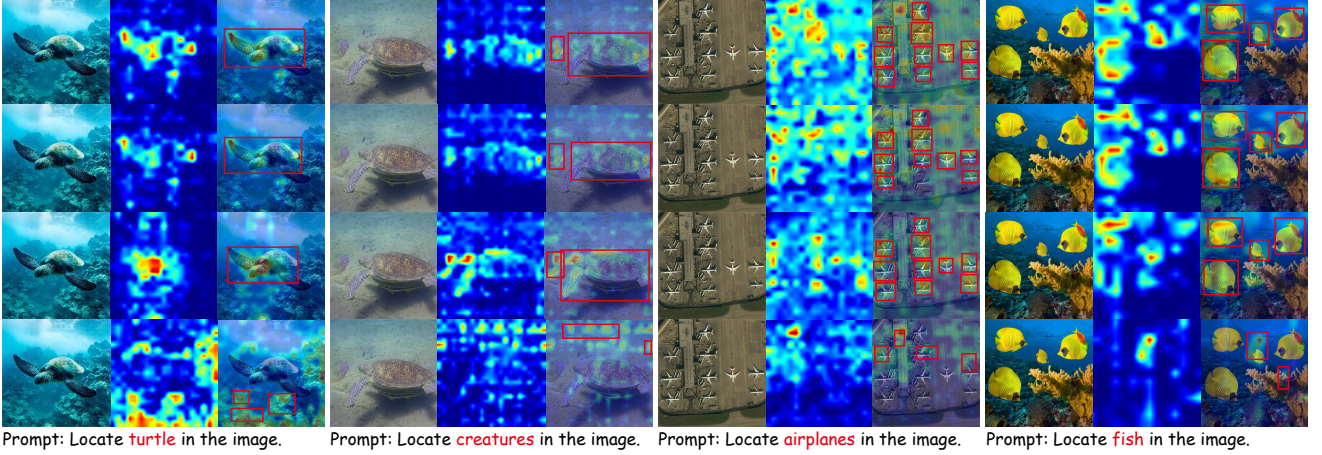 Prompt: Locate turtle in the image.
Prompt: Locate creatures in the image.
Prompt: Locate airplanes in the image.
Prompt: Locate fish in the image.